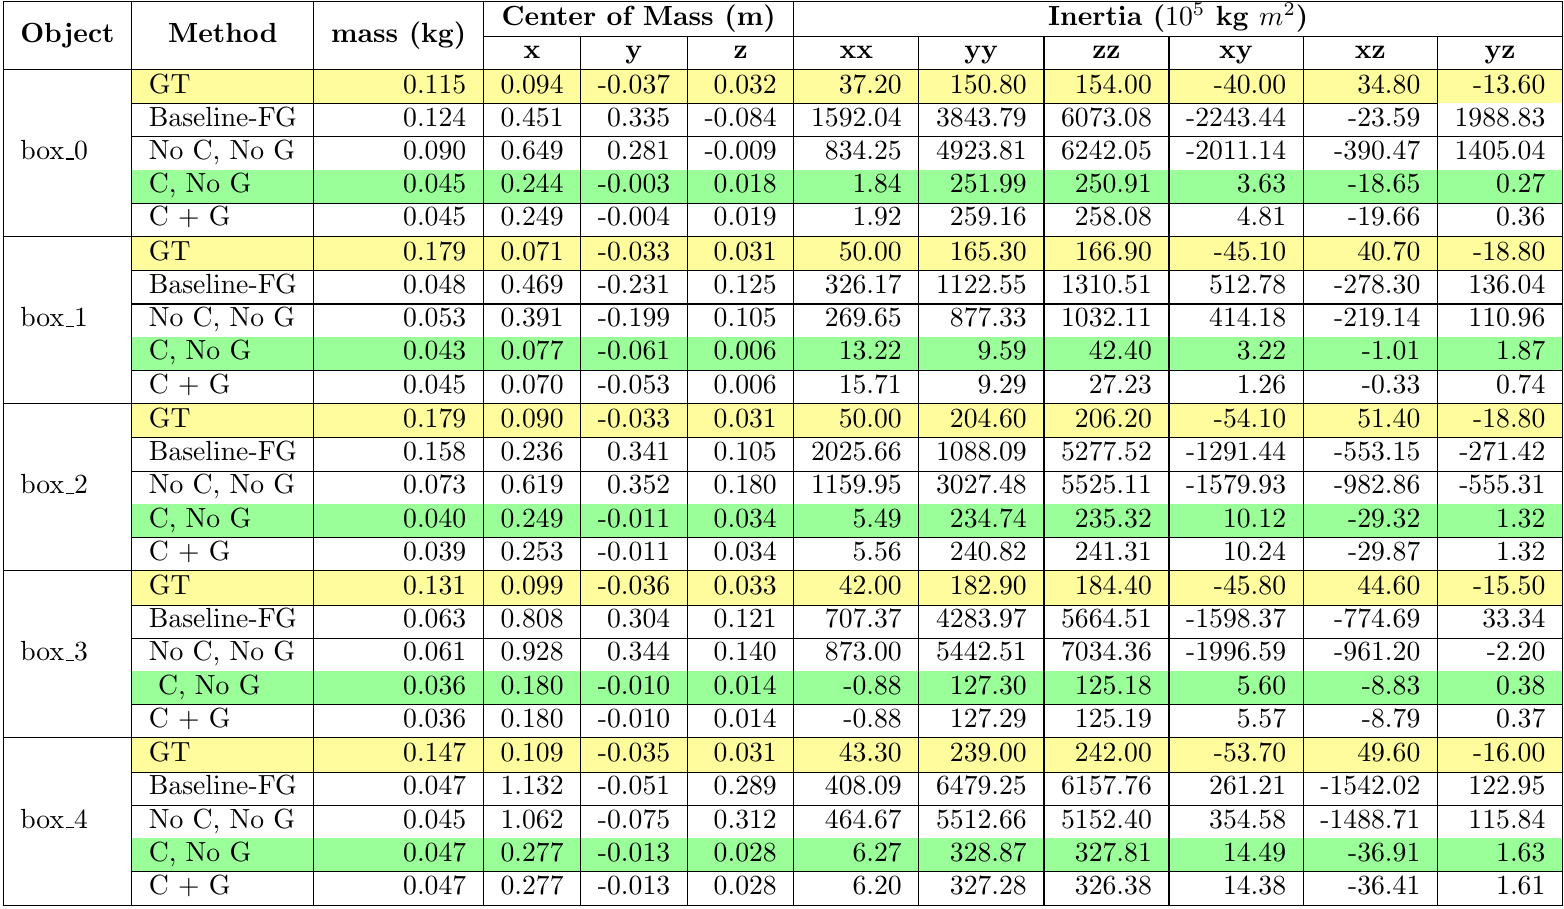 Object Method mass (kg) Center of Mass (m) Inertia (10⁵ kg m²)
x y z xx yy zz xy xz yz
GT 0.115 0.094 -0.037 0.032 37.20 150.80 154.00 -40.00 34.80 -13.60
Baseline-FG 0.124 0.451 0.335 -0.084 1592.04 3843.79 6073.08 -2243.44 -23.59 1988.83
box_0 No C, No G 0.090 0.649 0.281 -0.009 834.25 4923.81 6242.05 -2011.14 -390.47 1405.04
C, No G 0.045 0.244 -0.003 0.018 1.84 251.99 250.91 3.63 -18.65 0.27
C + G 0.045 0.249 -0.004 0.019 1.92 259.16 258.08 4.81 -19.66 0.36
GT 0.179 0.071 -0.033 0.031 50.00 165.30 166.90 -45.10 40.70 -18.80
Baseline-FG 0.048 0.469 -0.231 0.125 326.17 1122.55 1310.51 512.78 -278.30 136.04
box_1 No C, No G 0.053 0.391 -0.199 0.105 269.65 877.33 1032.11 414.18 -219.14 110.96
C, No G 0.043 0.077 -0.061 0.006 13.22 9.59 42.40 3.22 -1.01 1.87
C + G 0.045 0.070 -0.053 0.006 15.71 9.29 27.23 1.26 -0.33 0.74
GT 0.179 0.090 -0.033 0.031 50.00 204.60 206.20 -54.10 51.40 -18.80
Baseline-FG 0.158 0.236 0.341 0.105 2025.66 1088.09 5277.52 -1291.44 -553.15 -271.42
box_2 No C, No G 0.073 0.619 0.352 0.180 1159.95 3027.48 5525.11 -1579.93 -982.86 -555.31
C, No G 0.040 0.249 -0.011 0.034 5.49 234.74 235.32 10.12 -29.32 1.32
C + G 0.039 0.253 -0.011 0.034 5.56 240.82 241.31 10.24 -29.87 1.32
GT 0.131 0.099 -0.036 0.033 42.00 182.90 184.40 -45.80 44.60 -15.50
Baseline-FG 0.063 0.808 0.304 0.121 707.37 4283.97 5664.51 -1598.37 -774.69 33.34
box_3 No C, No G 0.061 0.928 0.344 0.140 873.00 5442.51 7034.36 -1996.59 -961.20 -2.20
C, No G 0.036 0.180 -0.010 0.014 -0.88 127.30 125.18 5.60 -8.83 0.38
C + G 0.036 0.180 -0.010 0.014 -0.88 127.29 125.19 5.57 -8.79 0.37
GT 0.147 0.109 -0.035 0.031 43.30 239.00 242.00 -53.70 49.60 -16.00
Baseline-FG 0.047 1.132 -0.051 0.289 408.09 6479.25 6157.76 261.21 -1542.02 122.95
box_4 No C, No G 0.045 1.062 -0.075 0.312 464.67 5512.66 5152.40 354.58 -1488.71 115.84
C, No G 0.047 0.277 -0.013 0.028 6.27 328.87 327.81 14.49 -36.91 1.63
C + G 0.047 0.277 -0.013 0.028 6.20 327.28 326.38 14.38 -36.41 1.61